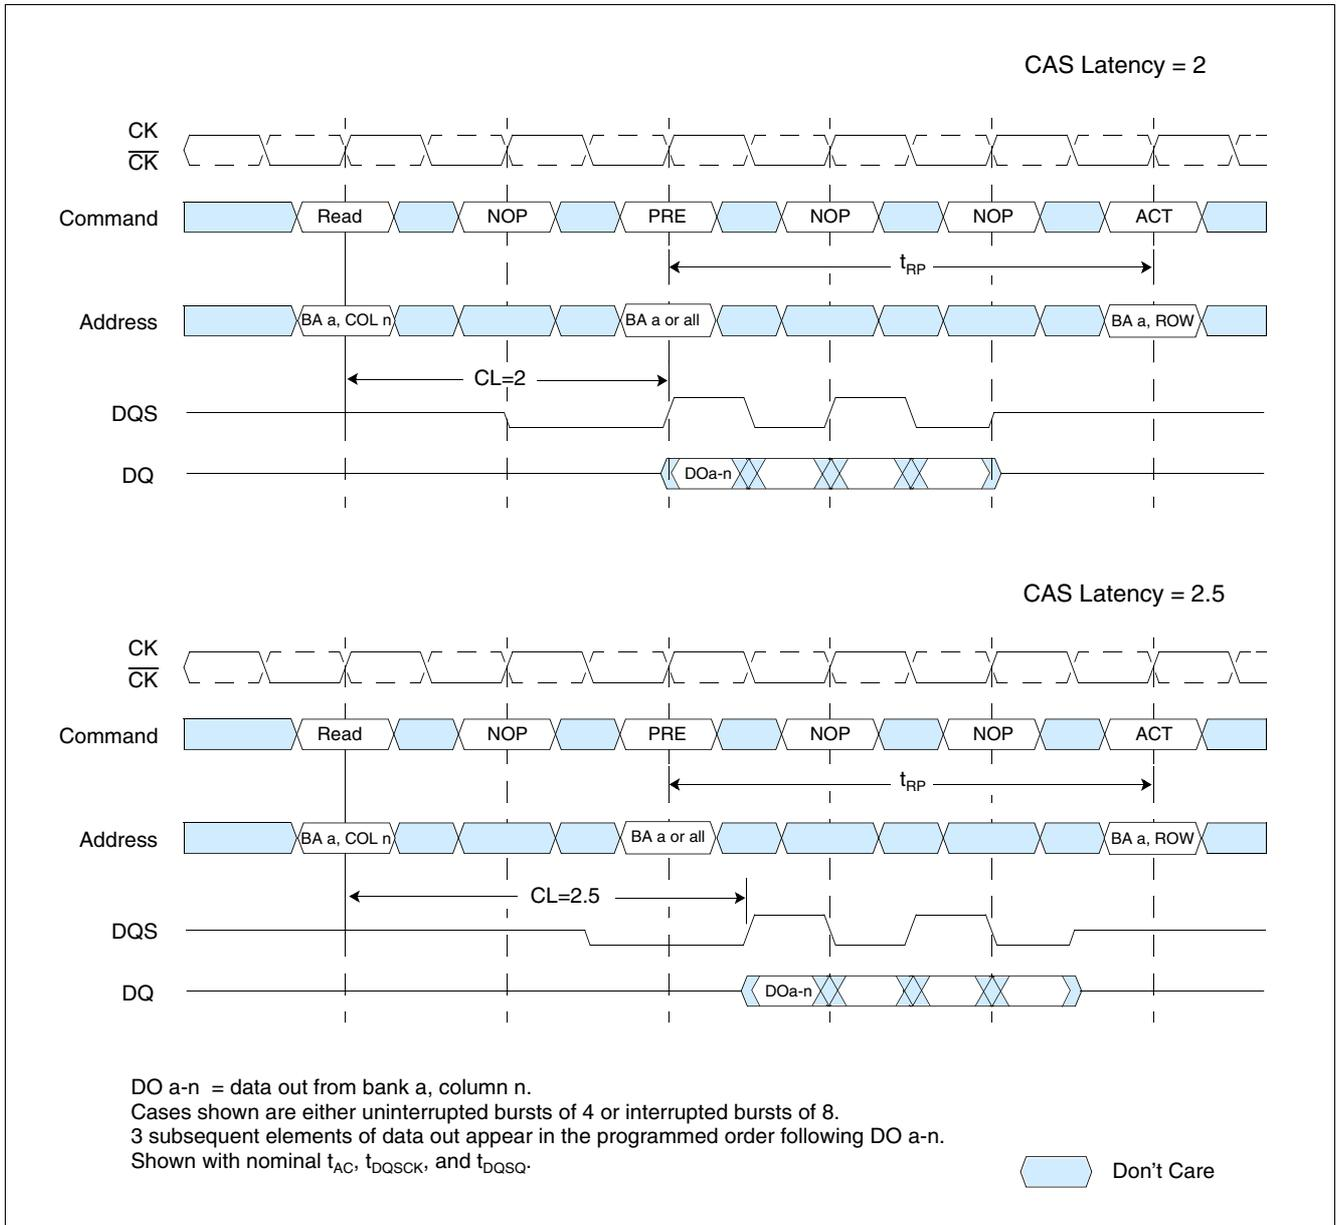 CAS Latency = 2
CK
CK
Command Read NOP PRE NOP NOP ACT
tRP
Address BA a, COL n BA a or all BA a, ROW
CL=2
DQS
DQ DOa-n
CAS Latency = 2.5
CK
CK
Command Read NOP PRE NOP NOP ACT
tRP
Address BA a, COL n BA a or all BA a, ROW
CL=2.5
DQS
DQ DOa-n
DO a-n = data out from bank a, column n.
Cases shown are either uninterrupted bursts of 4 or interrupted bursts of 8.
3 subsequent elements of data out appear in the programmed order following DO a-n.
Shown with nominal tAC, tDQSCK, and tDQSQ.
Don't Care